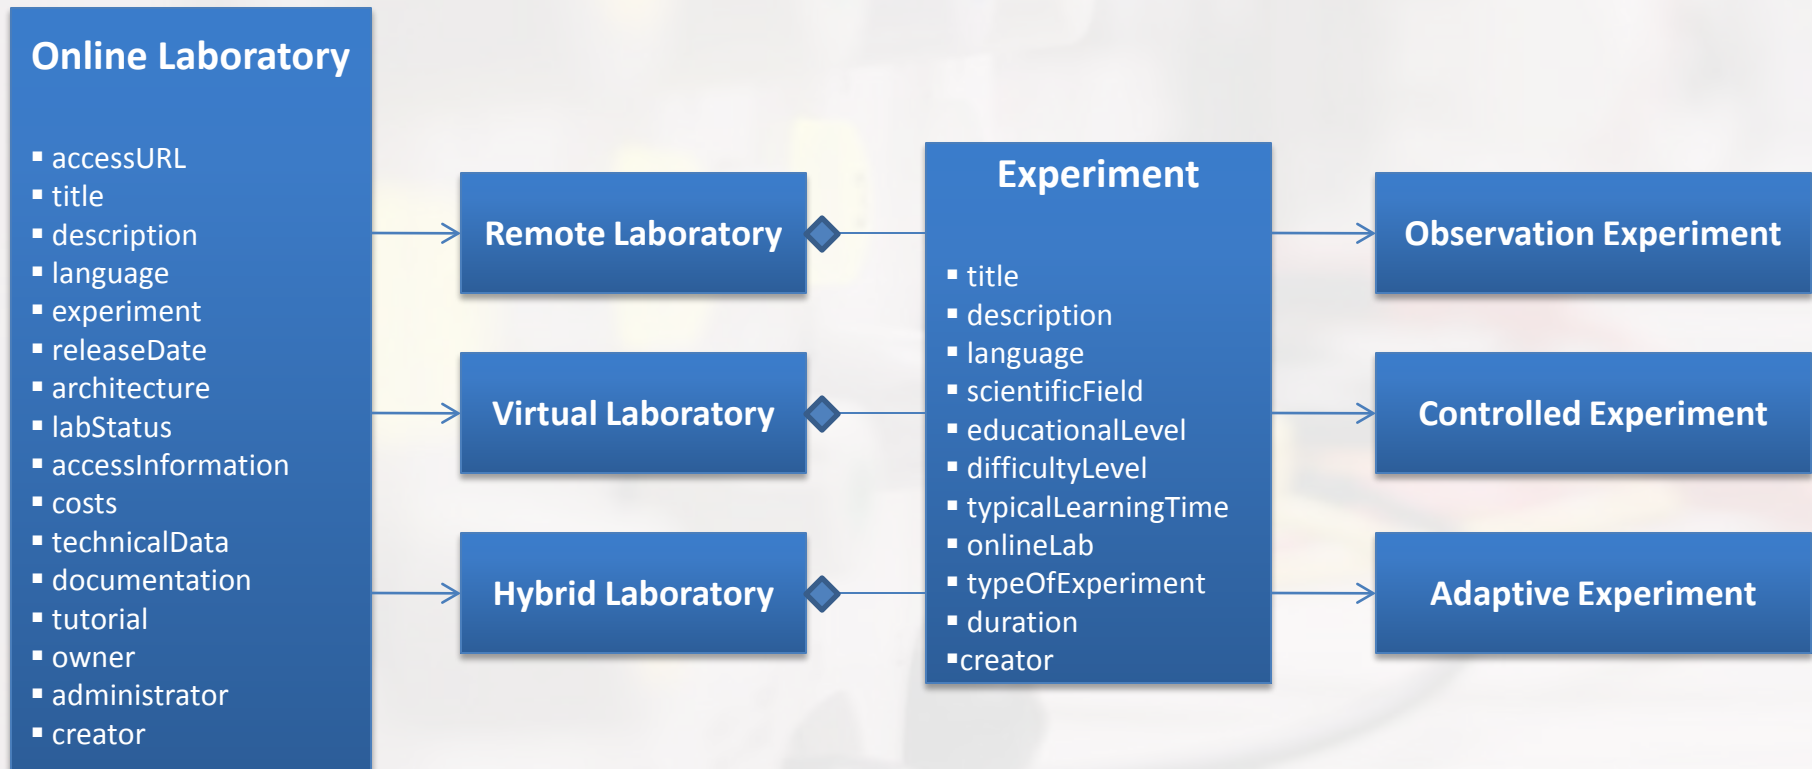 Online Laboratory
▪ accessURL
▪ title
▪ description
▪ language
▪ experiment
▪ releaseDate
▪ architecture
▪ labStatus
▪ accessInformation
▪ costs
▪ technicalData
▪ documentation
▪ tutorial
▪ owner
▪ administrator
▪ creator
Remote Laboratory
Virtual Laboratory
Hybrid Laboratory
Experiment
▪ title
▪ description
▪ language
▪ scientificField
▪ educationalLevel
▪ difficultyLevel
▪ typicalLearningTime
▪ onlineLab
▪ typeOfExperiment
▪ duration
▪creator
Observation Experiment
Controlled Experiment
Adaptive Experiment